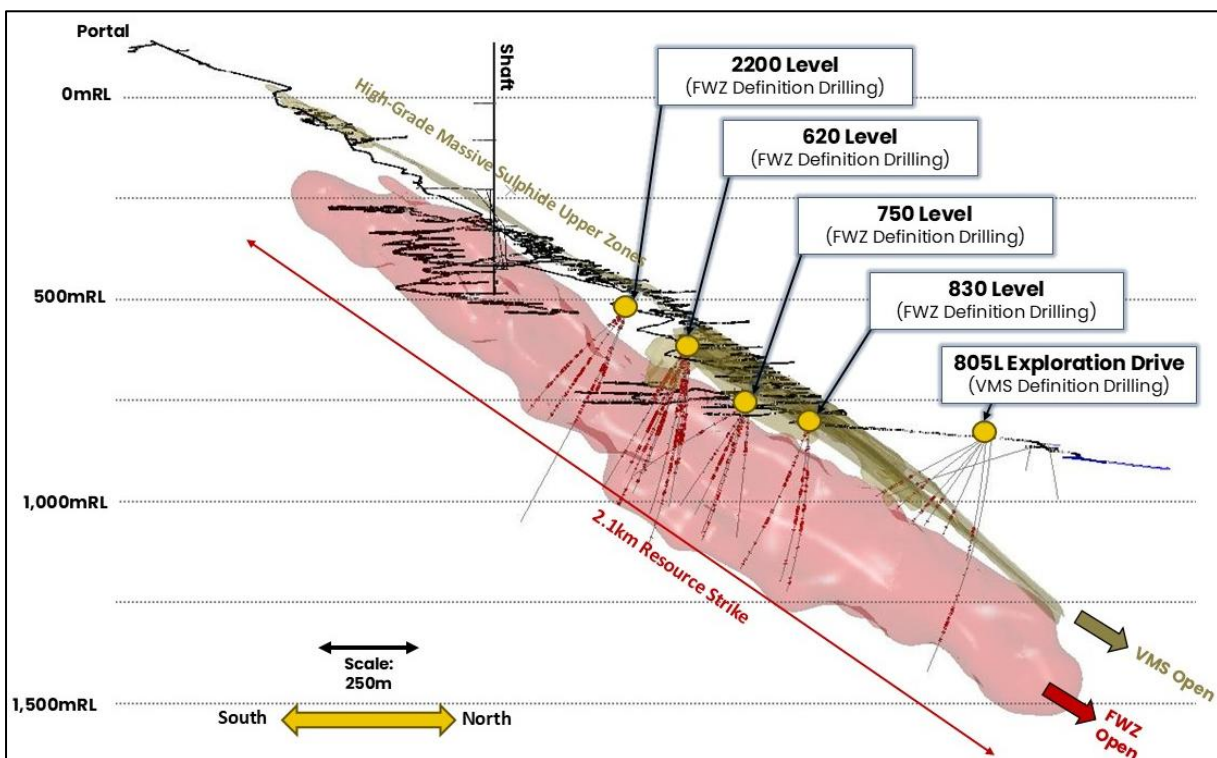 Portal
Shaft
0mRL
High-Grade Massive Sulphide Upper Zones
2200 Level
(FWZ Definition Drilling)
620 Level
(FWZ Definition Drilling)
750 Level
(FWZ Definition Drilling)
830 Level
(FWZ Definition Drilling)
805L Exploration Drive
(VMS Definition Drilling)
500mRL
1,000mRL
2.1km Resource Strike
Scale:
250m
1,500mRL
South
North
VMS Open
FWZ
Open